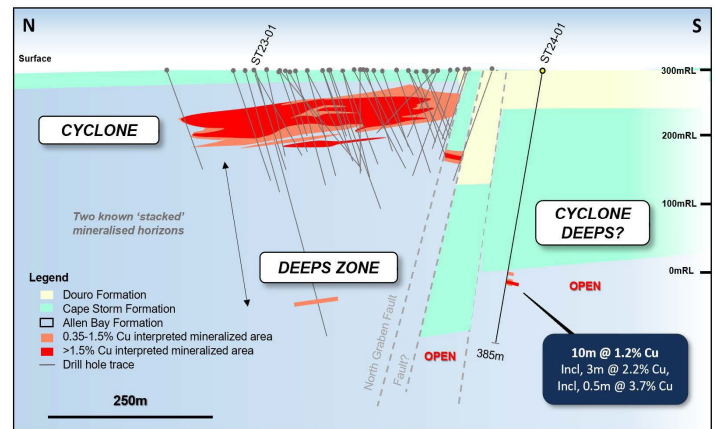 N
S
ST23-01
ST24-01
Surface
300mRL
CYCLONE
200mRL
Two known ‘stacked’
mineralised horizons
100mRL
CYCLONE
DEEPS?
DEEPS ZONE
0mRL
OPEN
Legend
Douro Formation
Cape Storm Formation
Allen Bay Formation
0.35-1.5% Cu interpreted mineralized area
>1.5% Cu interpreted mineralized area
Drill hole trace
North Graben Fault
Fault?
OPEN
385m
10m @ 1.2% Cu
Incl, 3m @ 2.2% Cu,
Incl, 0.5m @ 3.7% Cu
250m